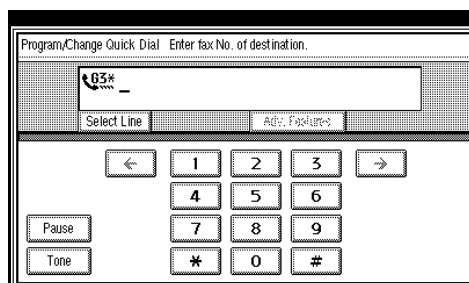 Program/Change Quick Dial Enter fax No. of destination.
G3* _
Select Line Adv. Features
← 1 2 3 →
4 5 6
Pause 7 8 9
Tone * 0 #